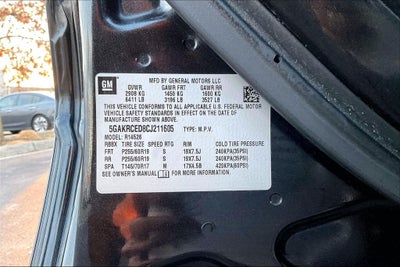 GM
MFD BY GENERAL MOTORS LLC
GVWR GAWR FRT GAWR RR
2908 KG 1450 KG 1600 KG
6411 LB 3196 LB 3527 LB
THIS VEHICLE CONFORMS TO ALL APPLICABLE U.S. FEDERAL MOTOR
VEHICLE SAFETY STANDARDS IN EFFECT ON THE DATE OF
MANUFACTURE SHOWN ABOVE.
5GAKRCED8CJ211605 TYPE: M.P.V.
MODEL: R14526
RBBX TIRE SIZE SPEED RTG RIM COLD TIRE PRESSURE
FRT P255/60R19 S 19X7.5J 240KPA(35PSI)
RR P255/60R19 S 19X7.5J 240KPA(35PSI)
SPA T145/70R17 M 17X4.5B 420KPA(60PSI)
SEE OWNER'S MANUAL FOR MORE INFORMATION